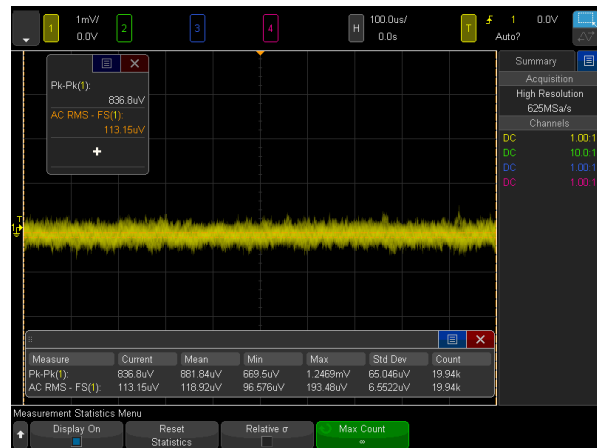 1 1mV/ 2 3 4 H 100.0us/ T 1 0.0V
0.0V 0.0s Auto?
Summary
Acquisition
High Resolution
625MSa/s
Channels
DC 1.00:1
DC 10.0:1
DC 1.00:1
DC 1.00:1
Pk-Pk(1):
836.8uV
AC RMS - FS(1):
113.15uV
T
1
Measure Current Mean Min Max Std Dev Count
Pk-Pk(1): 836.8uV 881.84uV 669.5uV 1.2469mV 65.046uV 19.94k
AC RMS - FS(1): 113.15uV 118.92uV 96.576uV 193.48uV 6.5522uV 19.94k
Measurement Statistics Menu
Display On Reset Statistics Relative σ Max Count
∞